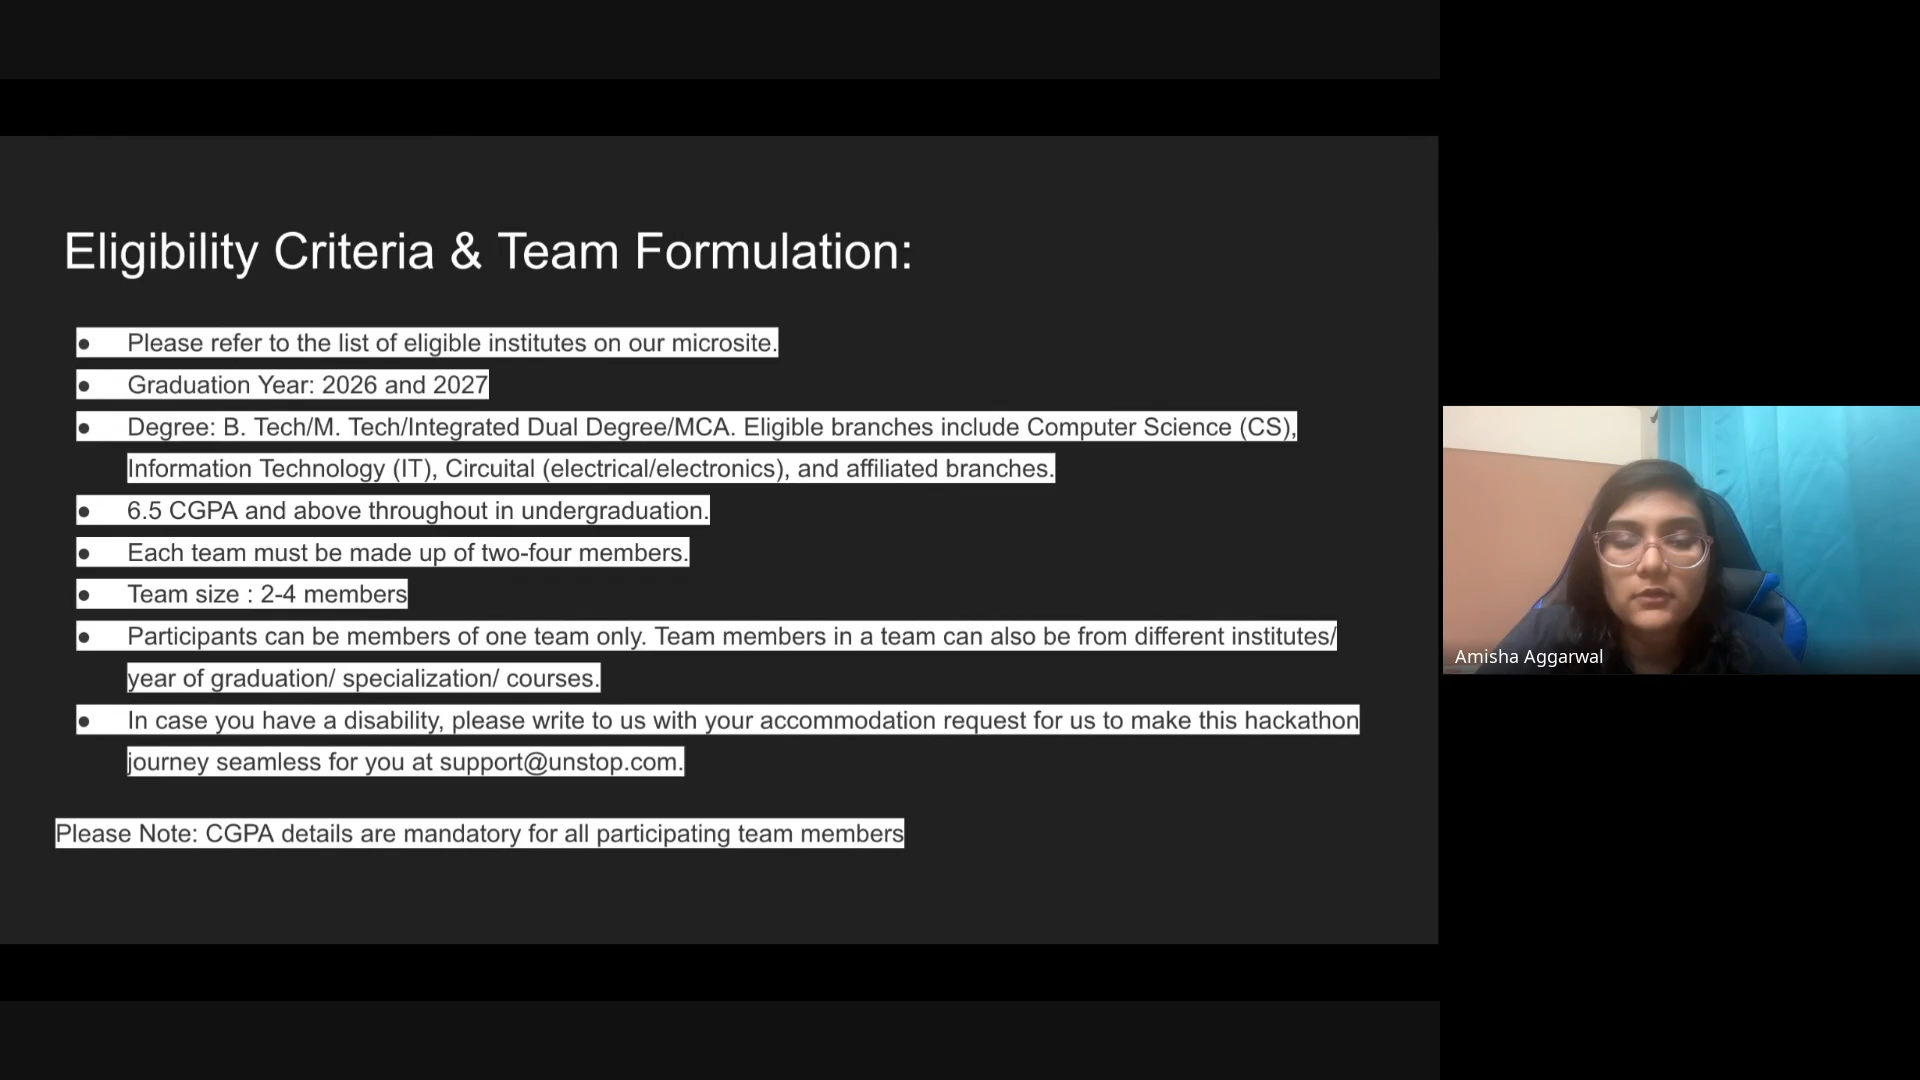 Eligibility Criteria & Team Formulation:
● Please refer to the list of eligible institutes on our microsite.
● Graduation Year: 2026 and 2027
● Degree: B. Tech/M. Tech/Integrated Dual Degree/MCA. Eligible branches include Computer Science (CS),
Information Technology (IT), Circuital (electrical/electronics), and affiliated branches.
● 6.5 CGPA and above throughout in undergraduation.
● Each team must be made up of two-four members.
● Team size : 2-4 members
● Participants can be members of one team only. Team members in a team can also be from different institutes/
year of graduation/ specialization/ courses.
● In case you have a disability, please write to us with your accommodation request for us to make this hackathon
journey seamless for you at support@unstop.com.
Please Note: CGPA details are mandatory for all participating team members
Amisha Aggarwal